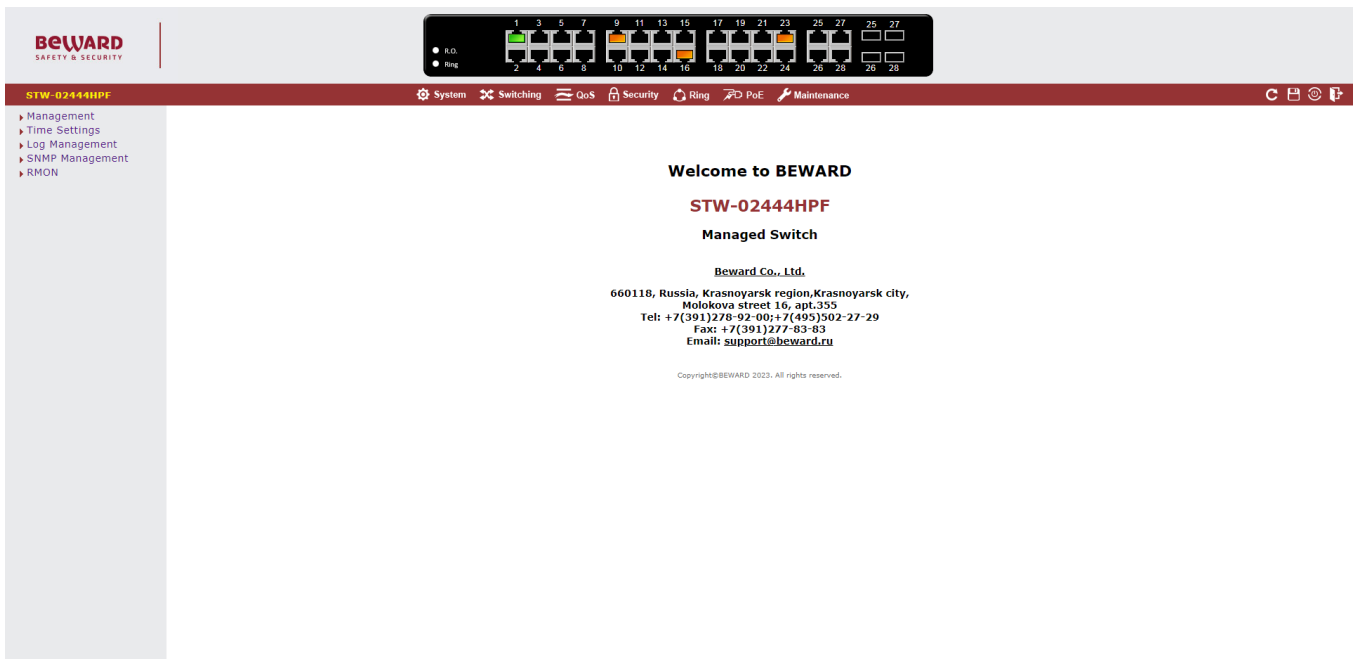 BEWARD
SAFETY & SECURITY
R.O.
Ring
1 3 5 7 9 11 13 15 17 19 21 23 25 27 25 27
2 4 6 8 10 12 14 16 18 20 22 24 26 28 26 28
STW-02444HPF
System Switching QoS Security Ring PoE Maintenance
Management
Time Settings
Log Management
SNMP Management
RMON
Welcome to BEWARD
STW-02444HPF
Managed Switch
Beward Co., Ltd.
660118, Russia, Krasnoyarsk region,Krasnoyarsk city,
Molokova street 16, apt.355
Tel: +7(391)278-92-00;+7(495)502-27-29
Fax: +7(391)277-83-83
Email: support@beward.ru
Copyright©BEWARD 2023. All rights reserved.